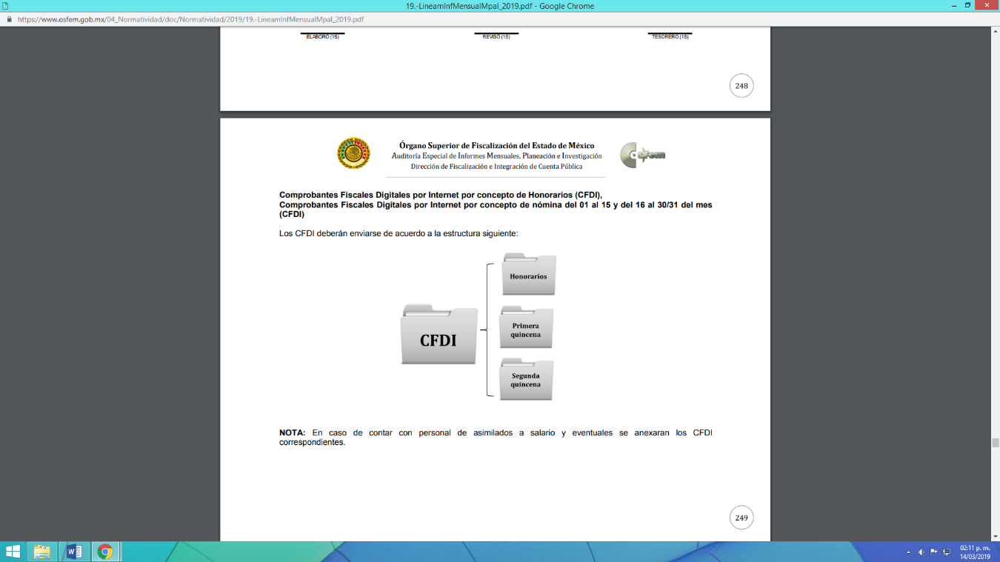 19.-LineamInfMensualMpal_2019.pdf - Google Chrome
https://www.osfem.gob.mx/04_Normatividad/doc/Normatividad/2019/19.-LineamInfMensualMpal_2019.pdf
ELABORÓ (15) REVISÓ (15) TESORERO (15)
248
Órgano Superior de Fiscalización del Estado de México
Auditoría Especial de Informes Mensuales, Planeación e Investigación
Dirección de Fiscalización e Integración de Cuenta Pública
osfem
Comprobantes Fiscales Digitales por Internet por concepto de Honorarios (CFDI),
Comprobantes Fiscales Digitales por Internet por concepto de nómina del 01 al 15 y del 16 al 30/31 del mes
(CFDI)
Los CFDI deberán enviarse de acuerdo a la estructura siguiente:
CFDI
Honorarios
Primera
quincena
Segunda
quincena
NOTA: En caso de contar con personal de asimilados a salario y eventuales se anexaran los CFDI
correspondientes.
249
02:11 p. m.
14/03/2019